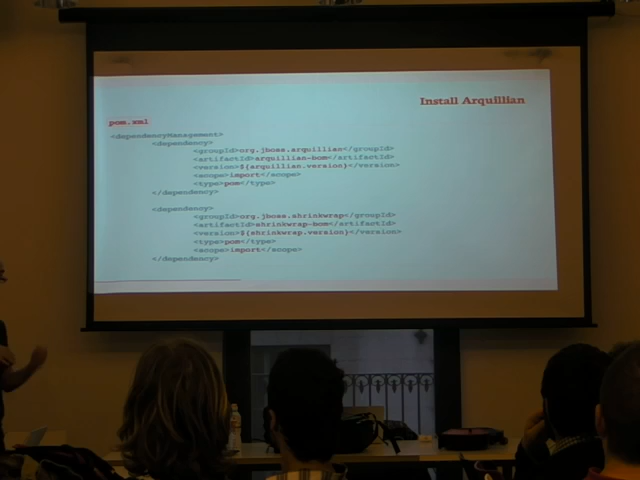 Install Arquillian
pom.xml
<dependencyManagement>
<dependency>
<groupId>org.jboss.arquillian</groupId>
<artifactId>arquillian-bom</artifactId>
<version>${arquillian.version}</version>
<scope>import</scope>
<type>pom</type>
</dependency>
<dependency>
<groupId>org.jboss.shrinkwrap</groupId>
<artifactId>shrinkwrap-bom</artifactId>
<version>${shrinkwrap.version}</version>
<type>pom</type>
<scope>import</scope>
</dependency>